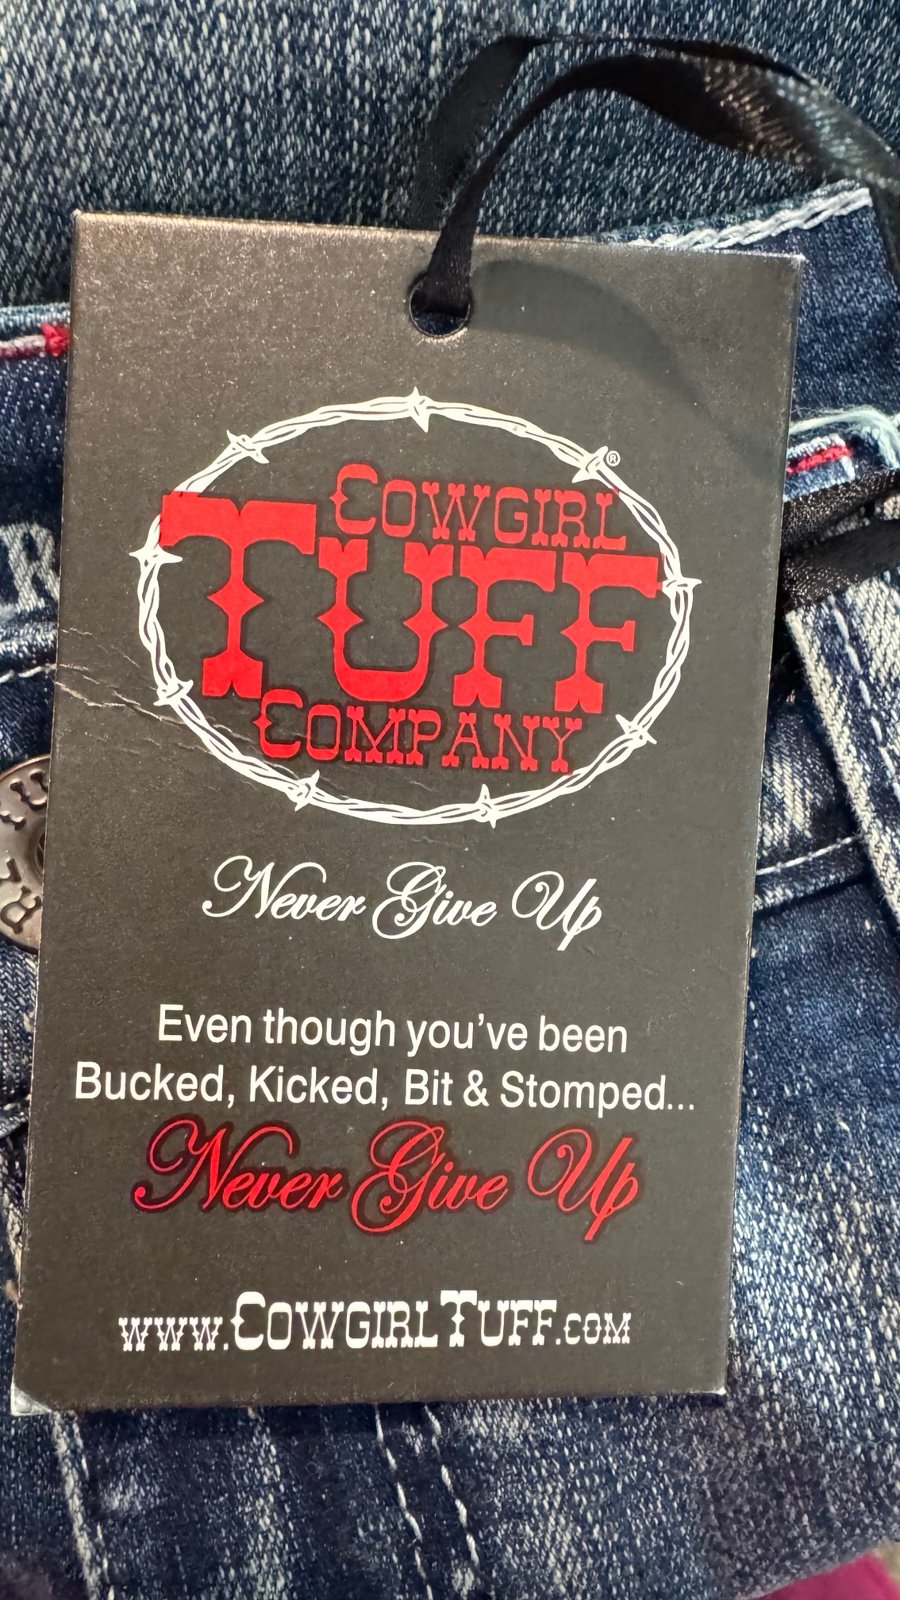 ®
COWGIRL
TUFF
COMPANY
Never Give Up
Even though you've been
Bucked, Kicked, Bit & Stomped...
Never Give Up
www.COWGIRLTUFF.COM